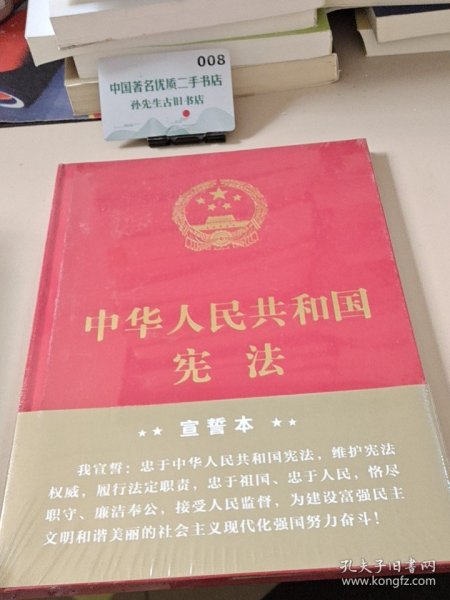 008
中国著名优质二手书店
孙先生古旧书店
中华人民共和国
宪法
★★ 宣誓本 ★★
我宣誓：忠于中华人民共和国宪法，维护宪法
权威，履行法定职责，忠于祖国、忠于人民，恪尽
职守、廉洁奉公，接受人民监督，为建设富强民主
文明和谐美丽的社会主义现代化强国努力奋斗！
孔夫子旧书网
www.kongfz.com